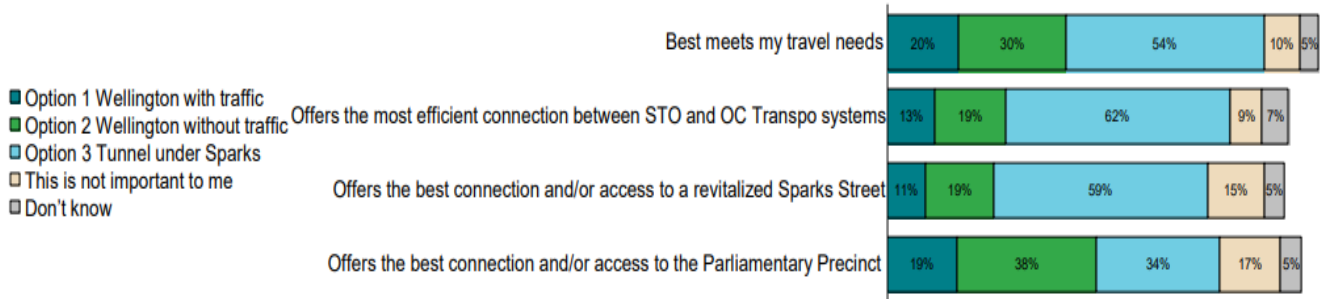 Best meets my travel needs 20% 30% 54% 10% 5%
Option 1 Wellington with traffic
Option 2 Wellington without traffic
Option 3 Tunnel under Sparks
This is not important to me
Don't know
Offers the most efficient connection between STO and OC Transpo systems 13% 19% 62% 9% 7%
Offers the best connection and/or access to a revitalized Sparks Street 11% 19% 59% 15% 5%
Offers the best connection and/or access to the Parliamentary Precinct 19% 38% 34% 17% 5%